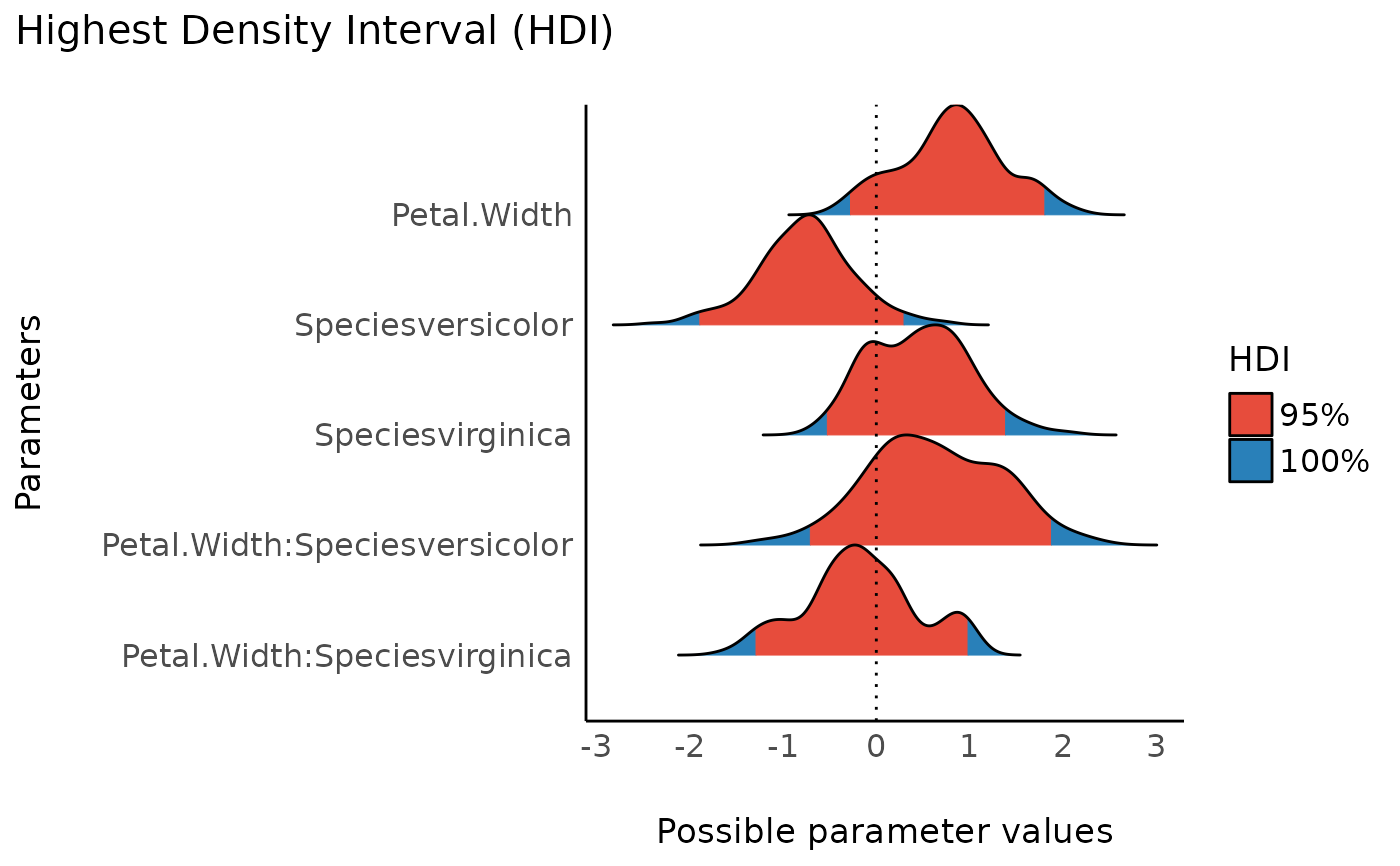 Highest Density Interval (HDI)
Parameters
Petal.Width
Speciesversicolor
Speciesvirginica
Petal.Width:Speciesversicolor
Petal.Width:Speciesvirginica
-3 -2 -1 0 1 2 3
Possible parameter values
HDI
95%
100%